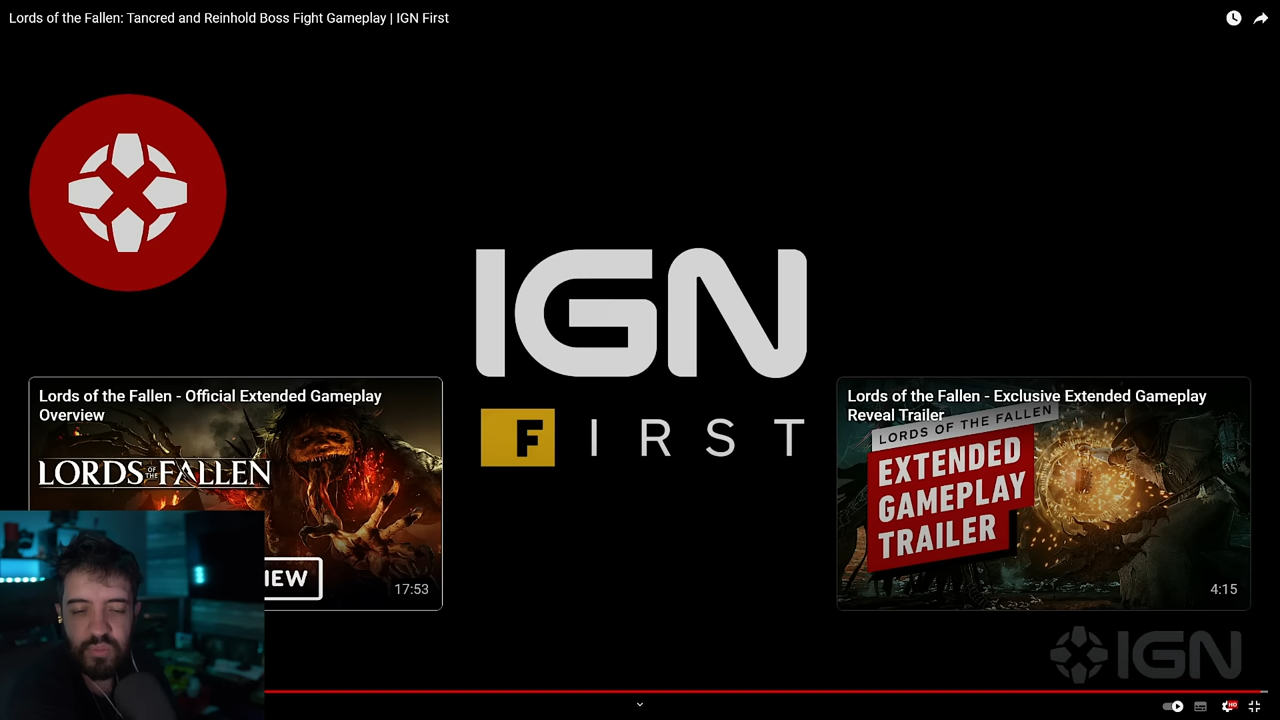 Lords of the Fallen: Tancred and Reinhold Boss Fight Gameplay | IGN First
IGN
F I R S T
Lords of the Fallen - Official Extended Gameplay
Overview
LORDS OF THE FALLEN
IEW
17:53
Lords of the Fallen - Exclusive Extended Gameplay
Reveal Trailer
LORDS OF THE FALLEN
EXTENDED
GAMEPLAY
TRAILER
4:15
IGN
HD